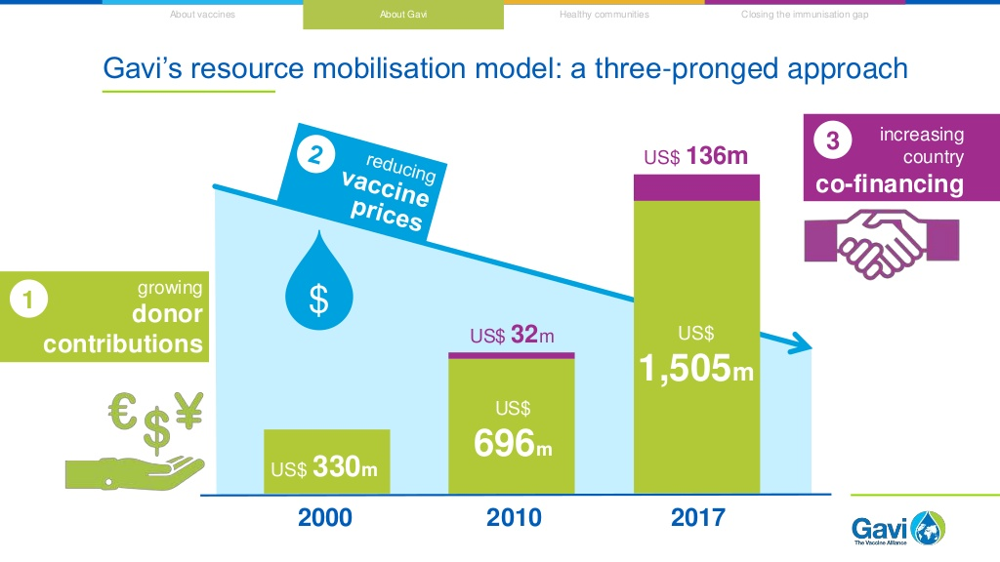 About vaccines
About Gavi
Healthy communities
Closing the immunisation gap
Gavi’s resource mobilisation model: a three-pronged approach
1
growing
donor
contributions
€ $ ¥
2
reducing
vaccine
prices
$
3
increasing
country
co-financing
US$ 330m
US$ 32m
US$
696m
US$ 136m
US$
1,505m
2000
2010
2017
Gavi
The Vaccine Alliance